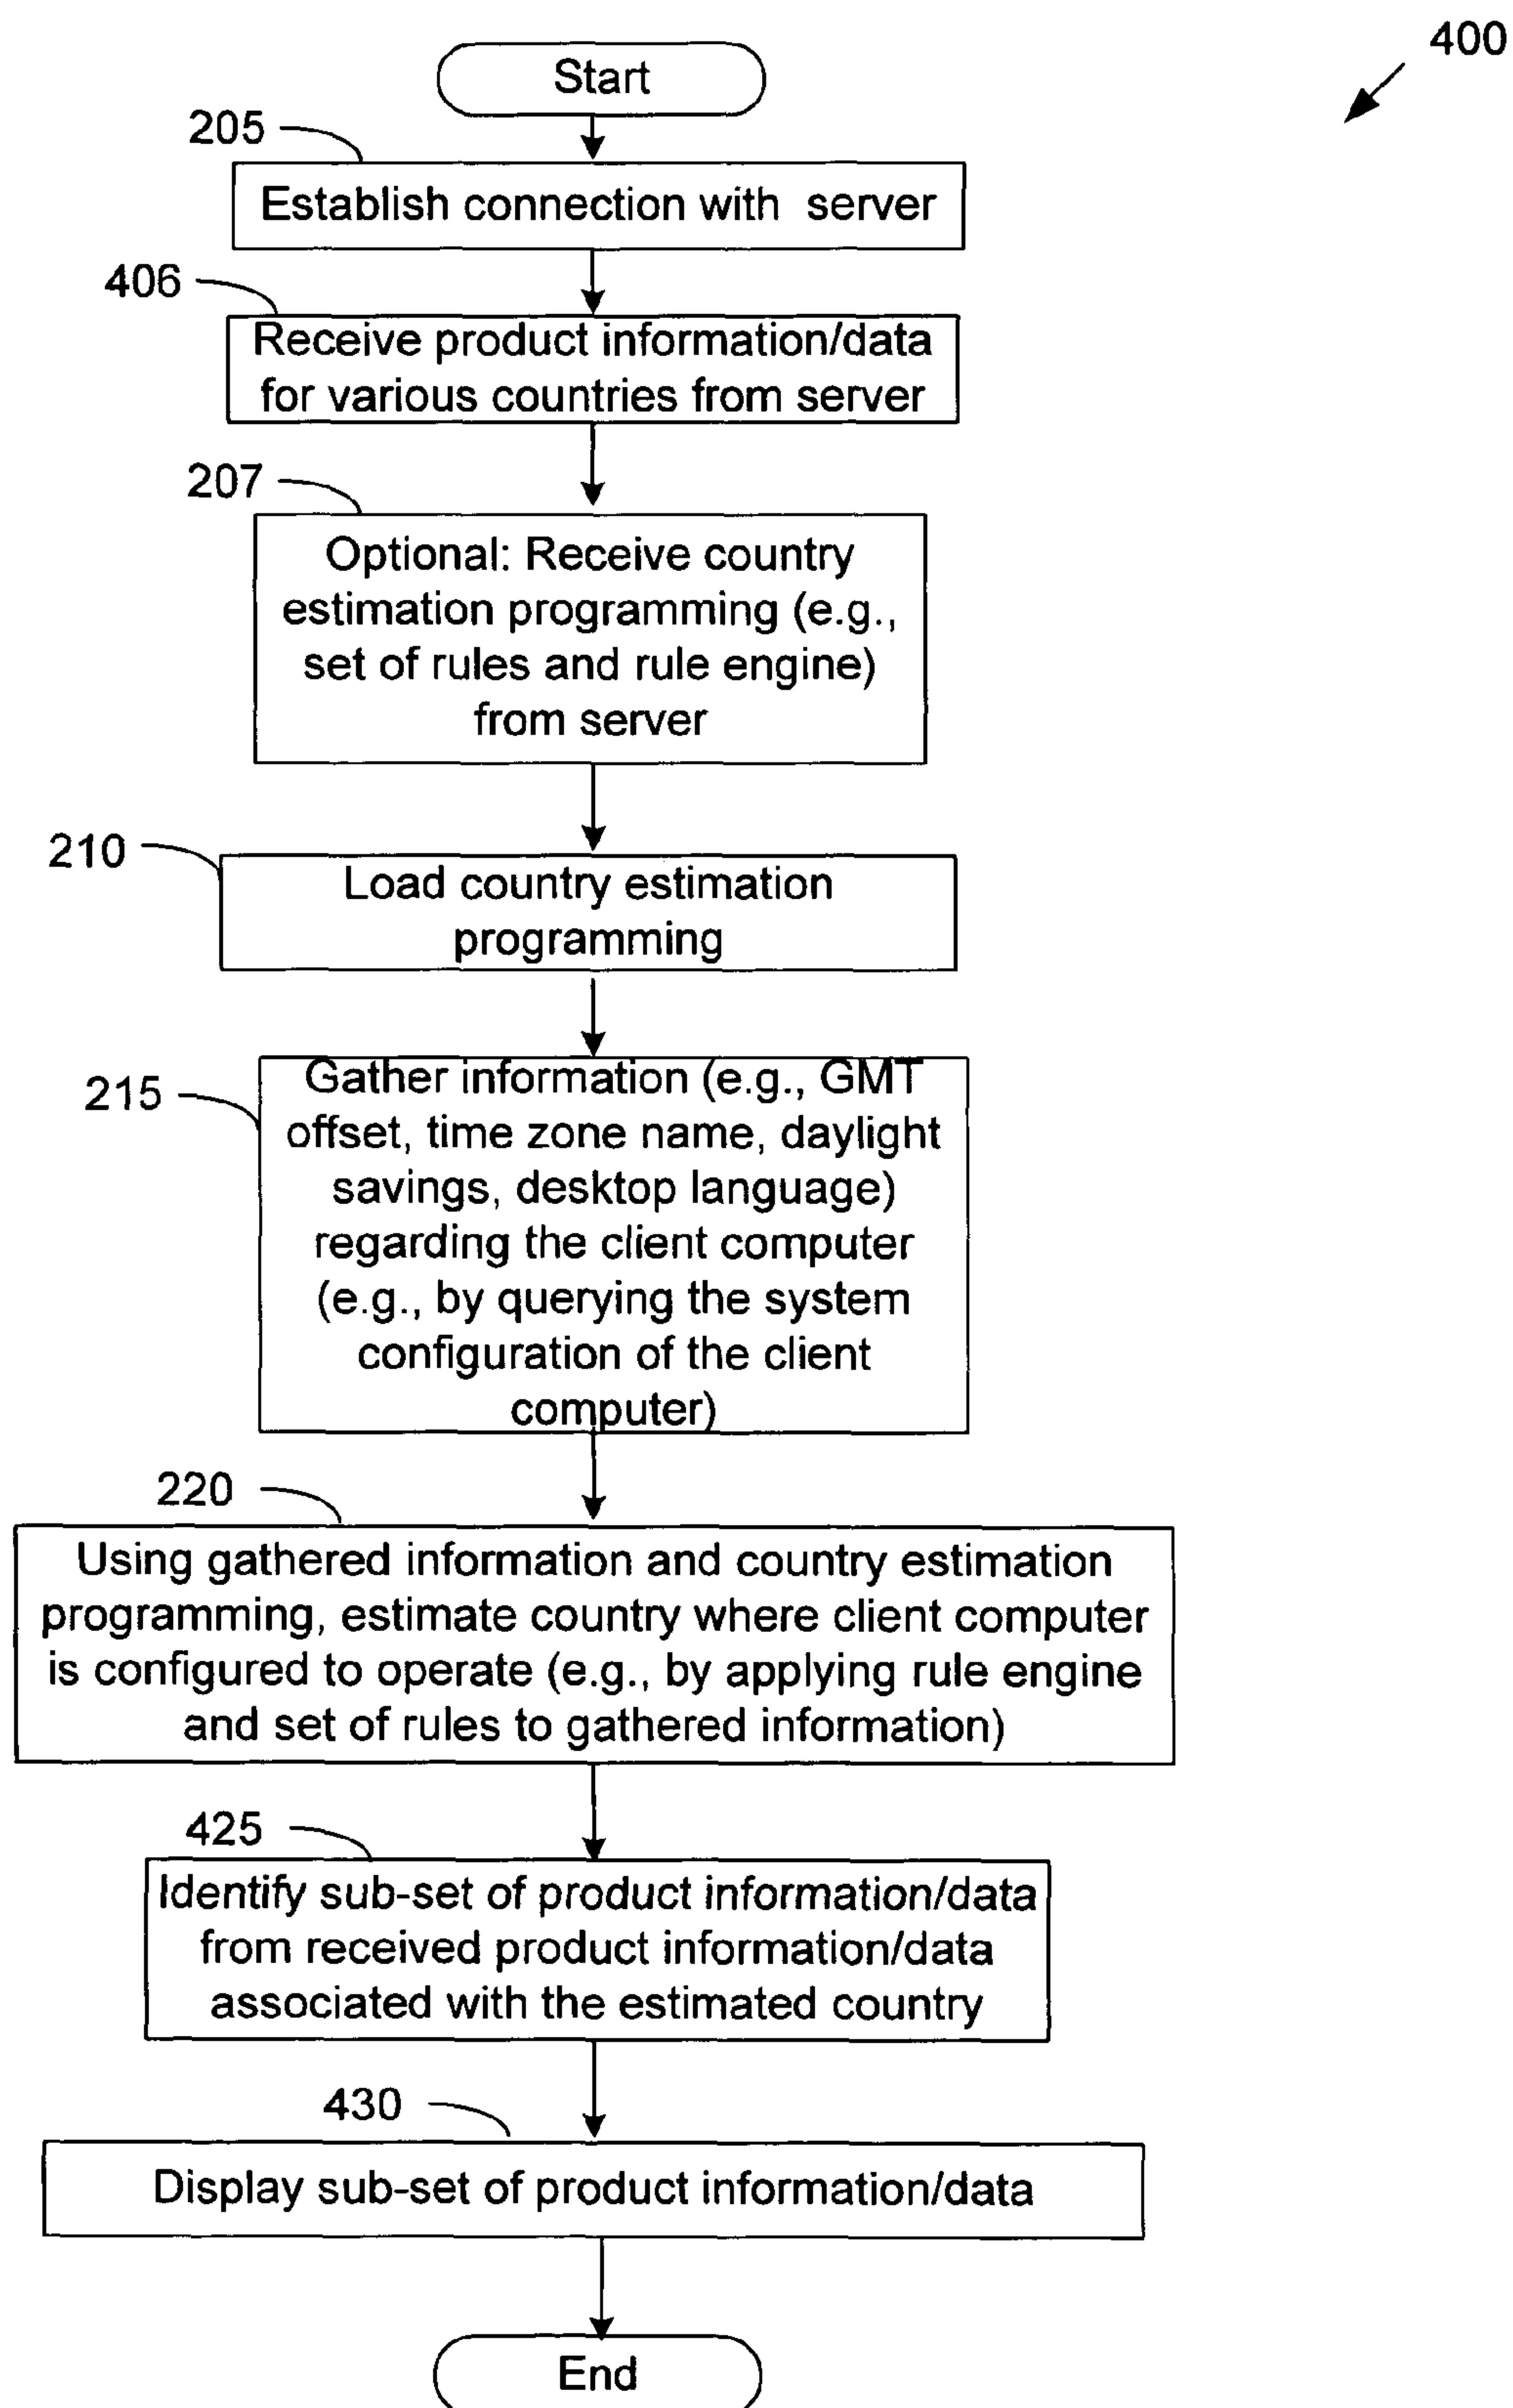 400
Start
205
Establish connection with server
406
Receive product information/data
for various countries from server
207
Optional: Receive country
estimation programming (e.g.,
set of rules and rule engine)
from server
210
Load country estimation
programming
215
Gather information (e.g., GMT
offset, time zone name, daylight
savings, desktop language)
regarding the client computer
(e.g., by querying the system
configuration of the client
computer)
220
Using gathered information and country estimation
programming, estimate country where client computer
is configured to operate (e.g., by applying rule engine
and set of rules to gathered information)
425
Identify sub-set of product information/data
from received product information/data
associated with the estimated country
430
Display sub-set of product information/data
End